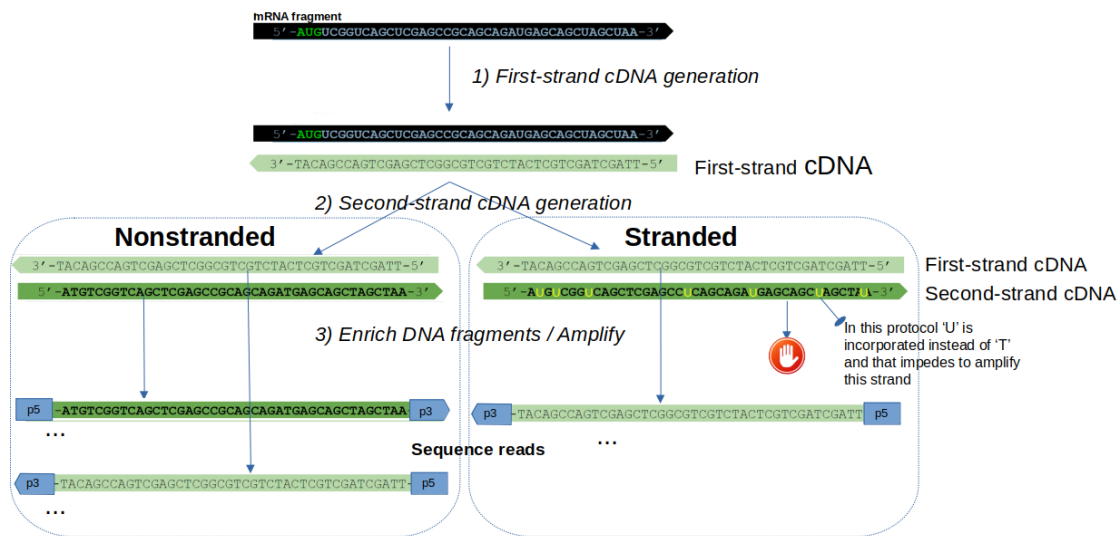 mRNA fragment
5'-AUGUCGGUCAGCUCGAGCCGCAGCAGAUGAGCAGCUAGCUAA-3'
1) First-strand cDNA generation
5'-AUGUCGGUCAGCUCGAGCCGCAGCAGAUGAGCAGCUAGCUAA-3'
3'-TACAGCCAGTCGAGCTCGGCGTCGTCTACTCGTCGATCGATT-5'
First-strand cDNA
2) Second-strand cDNA generation
Nonstranded
Stranded
3'-TACAGCCAGTCGAGCTCGGCGTCGTCTACTCGTCGATCGATT-5'
3'-TACAGCCAGTCGAGCTCGGCGTCGTCTACTCGTCGATCGATT-5'
First-strand cDNA
5'-ATGTCGGTCAGCTCGAGCCGCAGCAGATGAGCAGCTAGCTAA-3'
5'-AUGUCGGUCAGCTCGAGCCUCAGCAGAUGAGCAGCUAGCTAU-3'
Second-strand cDNA
3) Enrich DNA fragments / Amplify
In this protocol 'U' is
incorporated instead of 'T'
and that impedes to amplify
this strand
p5 -ATGTCGGTCAGCTCGAGCCGCAGCAGATGAGCAGCTAGCTAA- p3
...
p3 -TACAGCCAGTCGAGCTCGGCGTCGTCTACTCGTCGATCGATT p5
...
Sequence reads
p3 -TACAGCCAGTCGAGCTCGGCGTCGTCTACTCGTCGATCGATT- p5
...